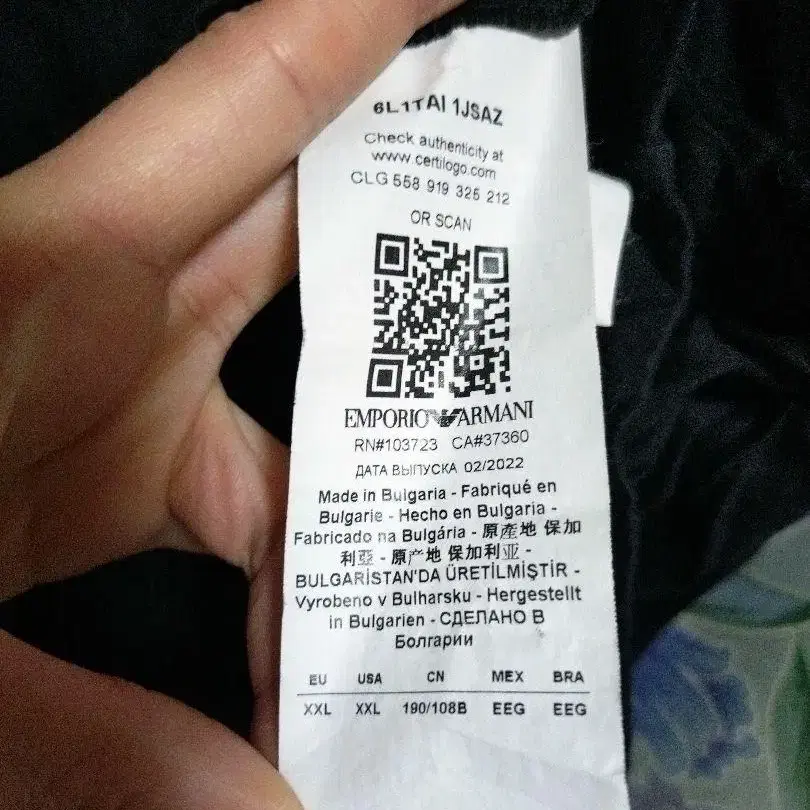 6L1TAI 1JSAZ
Check authenticity at
www.certilogo.com
CLG 558 919 325 212
OR SCAN
EMPORIO ARMANI
RN#103723 CA#37360
ДАТА ВЫПУСКА 02/2022
Made in Bulgaria - Fabriqué en
Bulgarie - Hecho en Bulgaria -
Fabricado na Bulgária - 原產地 保加
利亞 - 原产地 保加利亚 -
BULGARİSTAN'DA ÜRETİLMİŞTİR -
Vyrobeno v Bulharsku - Hergestellt
in Bulgarien - СДЕЛАНО В
Болгарии
EU USA CN MEX BRA
XXL XXL 190/108B EEG EEG